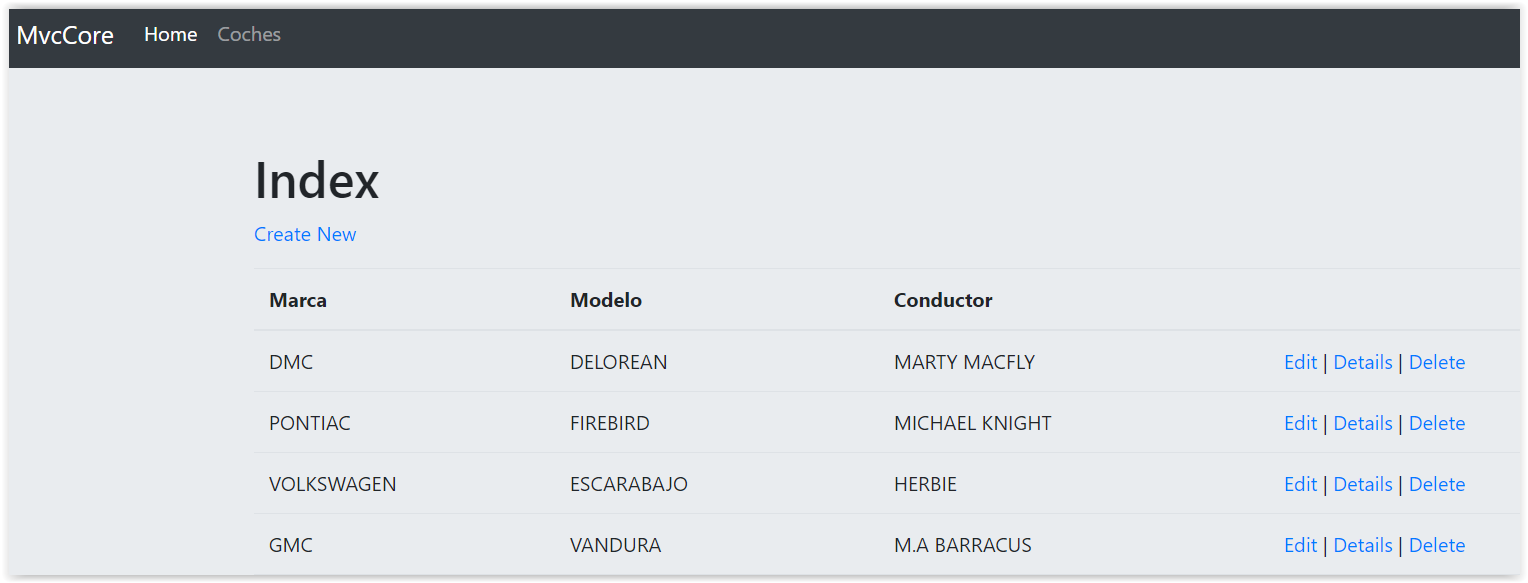 MvcCore Home Coches
Index
Create New
Marca Modelo Conductor
DMC DELOREAN MARTY MACFLY Edit | Details | Delete
PONTIAC FIREBIRD MICHAEL KNIGHT Edit | Details | Delete
VOLKSWAGEN ESCARABAJO HERBIE Edit | Details | Delete
GMC VANDURA M.A BARRACUS Edit | Details | Delete